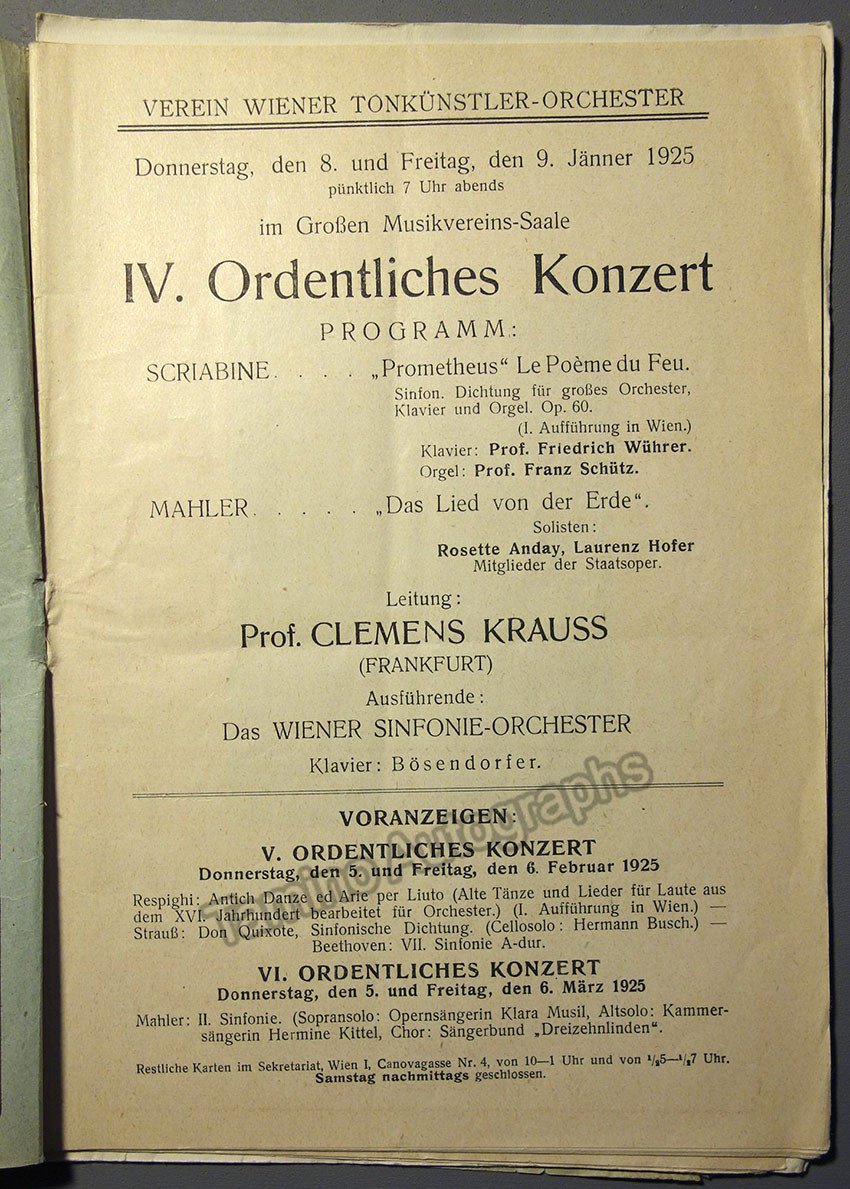 VEREIN WIENER TONKÜNSTLER-ORCHESTER
Donnerstag, den 8. und Freitag, den 9. Jänner 1925
pünktlich 7 Uhr abends
im Großen Musikvereins-Saale
IV. Ordentliches Konzert
PROGRAMM:
SCRIABINE. . . . „Prometheus“ Le Poème du Feu.
Sinfon. Dichtung für großes Orchester,
Klavier und Orgel. Op. 60.
(I. Aufführung in Wien.)
Klavier: Prof. Friedrich Wührer.
Orgel: Prof. Franz Schütz.
MAHLER. . . . . „Das Lied von der Erde“.
Solisten:
Rosette Anday, Laurenz Hofer
Mitglieder der Staatsoper.
Leitung:
Prof. CLEMENS KRAUSS
(FRANKFURT)
Ausführende:
Das WIENER SINFONIE-ORCHESTER
Klavier: Bösendorfer.
VORANZEIGEN:
V. ORDENTLICHES KONZERT
Donnerstag, den 5. und Freitag, den 6. Februar 1925
Respighi: Antich Danze ed Arie per Liuto (Alte Tänze und Lieder für Laute aus
dem XVI. Jahrhundert bearbeitet für Orchester.) (I. Aufführung in Wien.) —
Strauß: Don Quixote, Sinfonische Dichtung. (Cellosolo: Hermann Busch.) —
Beethoven: VII. Sinfonie A-dur.
VI. ORDENTLICHES KONZERT
Donnerstag, den 5. und Freitag, den 6. März 1925
Mahler: II. Sinfonie. (Sopransolo: Opernsängerin Klara Musil, Altsolo: Kammer-
sängerin Hermine Kittel, Chor: Sängerbund „Dreizehnlinden“.
Restliche Karten im Sekretariat, Wien I, Canovagasse Nr. 4, von 10—1 Uhr und von ½5—½7 Uhr.
Samstag nachmittags geschlossen.
Tamino Autographs